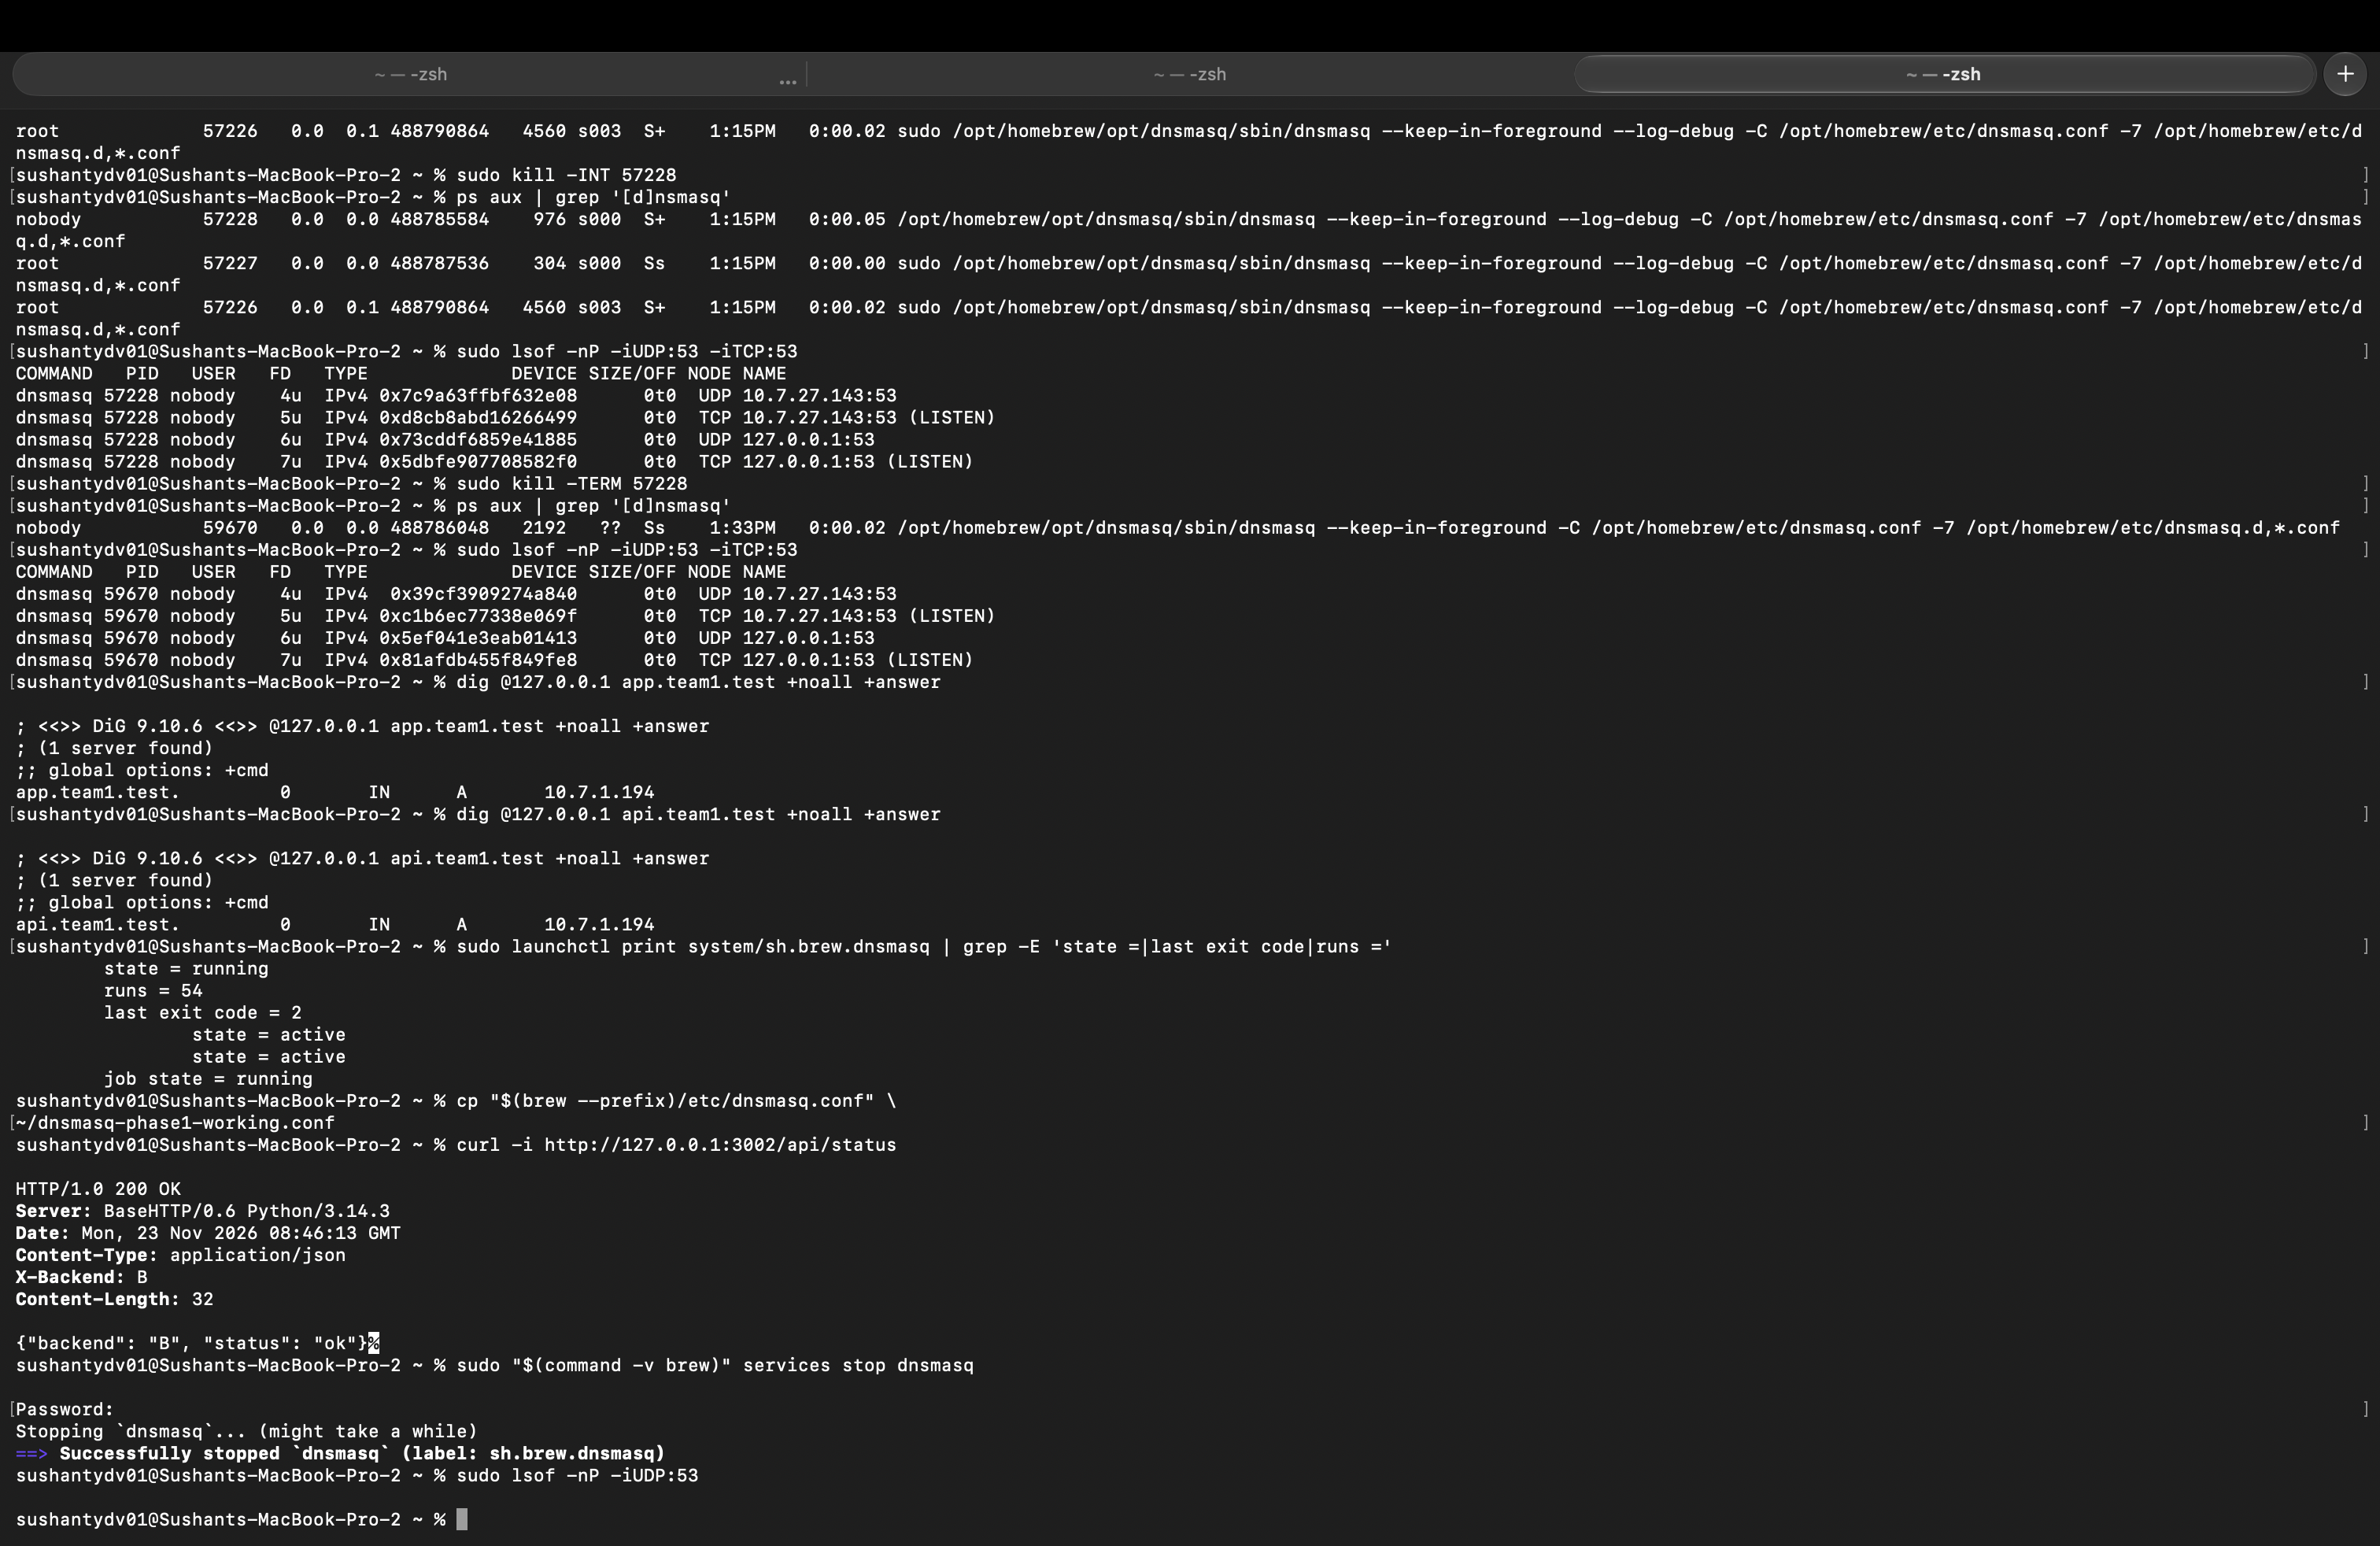 ~ — -zsh ... ~ — -zsh ~ — -zsh +
root 57226 0.0 0.1 488790864 4560 s003 S+ 1:15PM 0:00.02 sudo /opt/homebrew/opt/dnsmasq/sbin/dnsmasq --keep-in-foreground --log-debug -C /opt/homebrew/etc/dnsmasq.conf -7 /opt/homebrew/etc/d
nsmasq.d,*.conf
[sushantydv01@Sushants-MacBook-Pro-2 ~ % sudo kill -INT 57228 ]
[sushantydv01@Sushants-MacBook-Pro-2 ~ % ps aux | grep '[d]nsmasq' ]
nobody 57228 0.0 0.0 488785584 976 s000 S+ 1:15PM 0:00.05 /opt/homebrew/opt/dnsmasq/sbin/dnsmasq --keep-in-foreground --log-debug -C /opt/homebrew/etc/dnsmasq.conf -7 /opt/homebrew/etc/dnsmas
q.d,*.conf
root 57227 0.0 0.0 488787536 304 s000 Ss 1:15PM 0:00.00 sudo /opt/homebrew/opt/dnsmasq/sbin/dnsmasq --keep-in-foreground --log-debug -C /opt/homebrew/etc/dnsmasq.conf -7 /opt/homebrew/etc/d
nsmasq.d,*.conf
root 57226 0.0 0.1 488790864 4560 s003 S+ 1:15PM 0:00.02 sudo /opt/homebrew/opt/dnsmasq/sbin/dnsmasq --keep-in-foreground --log-debug -C /opt/homebrew/etc/dnsmasq.conf -7 /opt/homebrew/etc/d
nsmasq.d,*.conf
[sushantydv01@Sushants-MacBook-Pro-2 ~ % sudo lsof -nP -iUDP:53 -iTCP:53 ]
COMMAND PID USER FD TYPE DEVICE SIZE/OFF NODE NAME
dnsmasq 57228 nobody 4u IPv4 0x7c9a63ffbf632e08 0t0 UDP 10.7.27.143:53
dnsmasq 57228 nobody 5u IPv4 0xd8cb8abd16266499 0t0 TCP 10.7.27.143:53 (LISTEN)
dnsmasq 57228 nobody 6u IPv4 0x73cddf6859e41885 0t0 UDP 127.0.0.1:53
dnsmasq 57228 nobody 7u IPv4 0x5dbfe907708582f0 0t0 TCP 127.0.0.1:53 (LISTEN)
[sushantydv01@Sushants-MacBook-Pro-2 ~ % sudo kill -TERM 57228 ]
[sushantydv01@Sushants-MacBook-Pro-2 ~ % ps aux | grep '[d]nsmasq' ]
nobody 59670 0.0 0.0 488786048 2192 ?? Ss 1:33PM 0:00.02 /opt/homebrew/opt/dnsmasq/sbin/dnsmasq --keep-in-foreground -C /opt/homebrew/etc/dnsmasq.conf -7 /opt/homebrew/etc/dnsmasq.d,*.conf
[sushantydv01@Sushants-MacBook-Pro-2 ~ % sudo lsof -nP -iUDP:53 -iTCP:53 ]
COMMAND PID USER FD TYPE DEVICE SIZE/OFF NODE NAME
dnsmasq 59670 nobody 4u IPv4 0x39cf3909274a840 0t0 UDP 10.7.27.143:53
dnsmasq 59670 nobody 5u IPv4 0xc1b6ec77338e069f 0t0 TCP 10.7.27.143:53 (LISTEN)
dnsmasq 59670 nobody 6u IPv4 0x5ef041e3eab01413 0t0 UDP 127.0.0.1:53
dnsmasq 59670 nobody 7u IPv4 0x81afdb455f849fe8 0t0 TCP 127.0.0.1:53 (LISTEN)
[sushantydv01@Sushants-MacBook-Pro-2 ~ % dig @127.0.0.1 app.team1.test +noall +answer ]
; <<>> DiG 9.10.6 <<>> @127.0.0.1 app.team1.test +noall +answer
; (1 server found)
;; global options: +cmd
app.team1.test. 0 IN A 10.7.1.194
[sushantydv01@Sushants-MacBook-Pro-2 ~ % dig @127.0.0.1 api.team1.test +noall +answer ]
; <<>> DiG 9.10.6 <<>> @127.0.0.1 api.team1.test +noall +answer
; (1 server found)
;; global options: +cmd
api.team1.test. 0 IN A 10.7.1.194
[sushantydv01@Sushants-MacBook-Pro-2 ~ % sudo launchctl print system/sh.brew.dnsmasq | grep -E 'state =|last exit code|runs =' ]
state = running
runs = 54
last exit code = 2
state = active
state = active
job state = running
sushantydv01@Sushants-MacBook-Pro-2 ~ % cp "$(brew --prefix)/etc/dnsmasq.conf" \
[~/dnsmasq-phase1-working.conf ]
sushantydv01@Sushants-MacBook-Pro-2 ~ % curl -i http://127.0.0.1:3002/api/status
HTTP/1.0 200 OK
Server: BaseHTTP/0.6 Python/3.14.3
Date: Mon, 23 Nov 2026 08:46:13 GMT
Content-Type: application/json
X-Backend: B
Content-Length: 32
{"backend": "B", "status": "ok"}%
sushantydv01@Sushants-MacBook-Pro-2 ~ % sudo "$(command -v brew)" services stop dnsmasq
[Password: ]
Stopping `dnsmasq`... (might take a while)
==> Successfully stopped `dnsmasq` (label: sh.brew.dnsmasq)
sushantydv01@Sushants-MacBook-Pro-2 ~ % sudo lsof -nP -iUDP:53
sushantydv01@Sushants-MacBook-Pro-2 ~ %